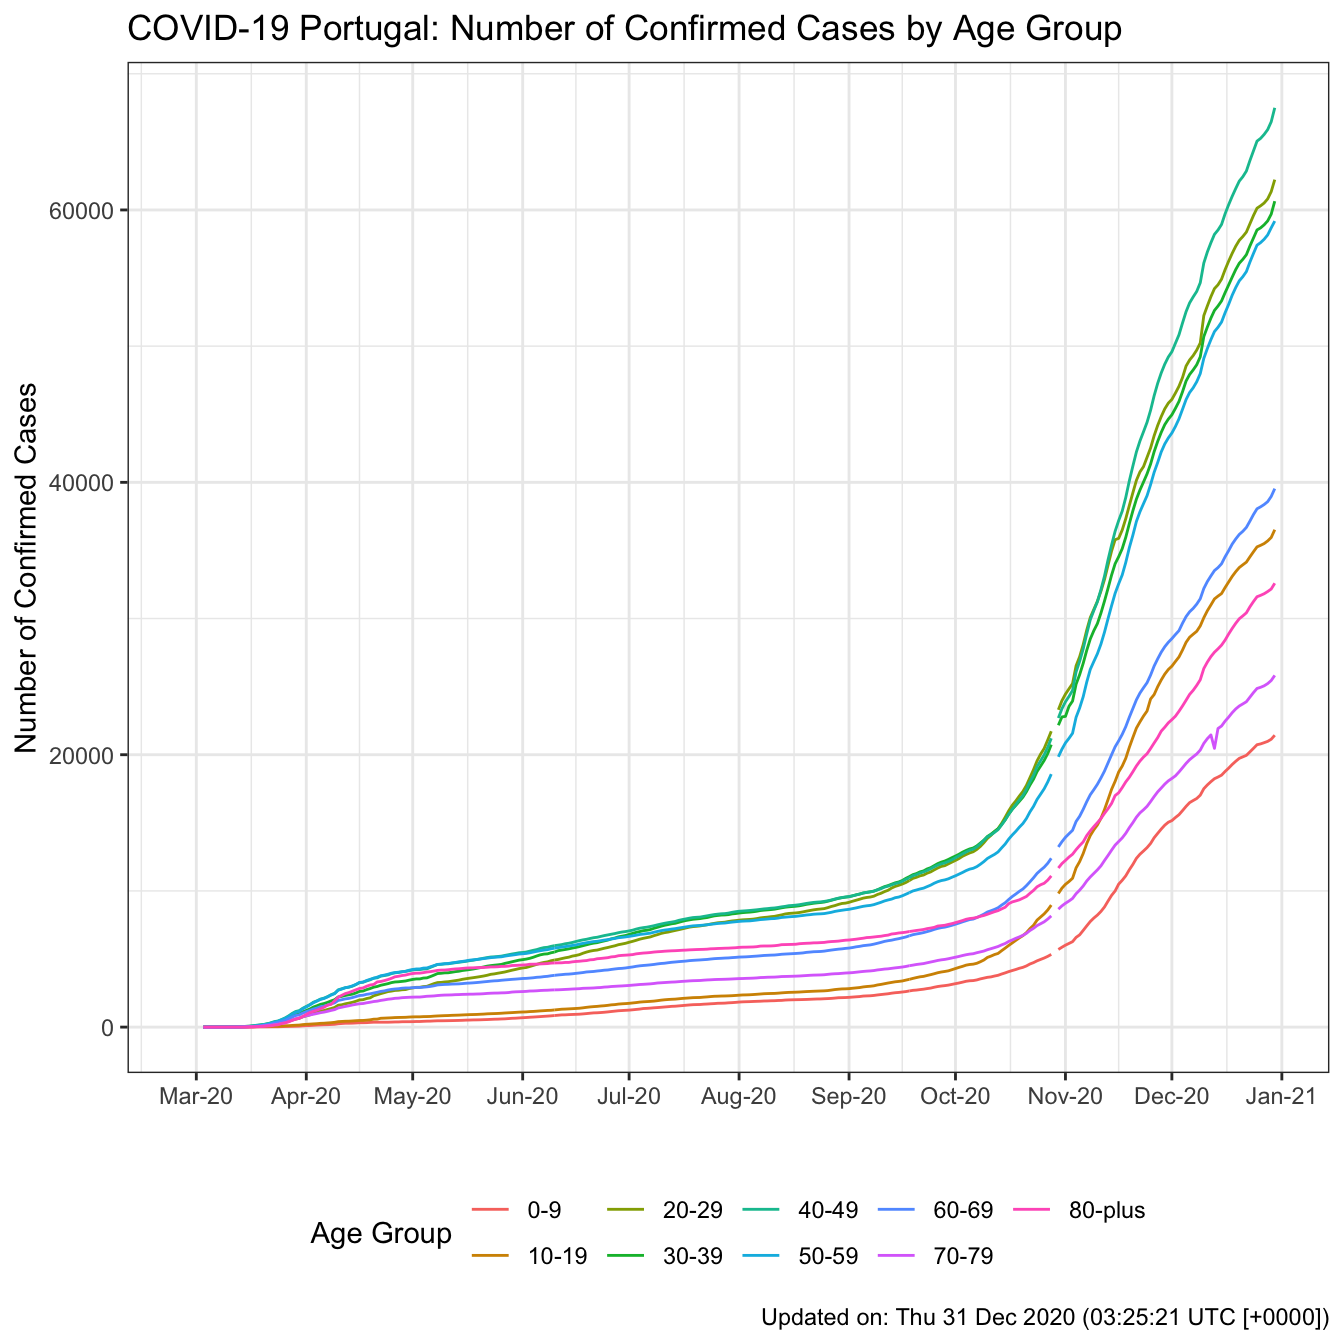 COVID-19 Portugal: Number of Confirmed Cases by Age Group
Number of Confirmed Cases
60000
40000
20000
0
Mar-20 Apr-20 May-20 Jun-20 Jul-20 Aug-20 Sep-20 Oct-20 Nov-20 Dec-20 Jan-21
Age Group
0-9 20-29 40-49 60-69 80-plus
10-19 30-39 50-59 70-79
Updated on: Thu 31 Dec 2020 (03:25:21 UTC [+0000])